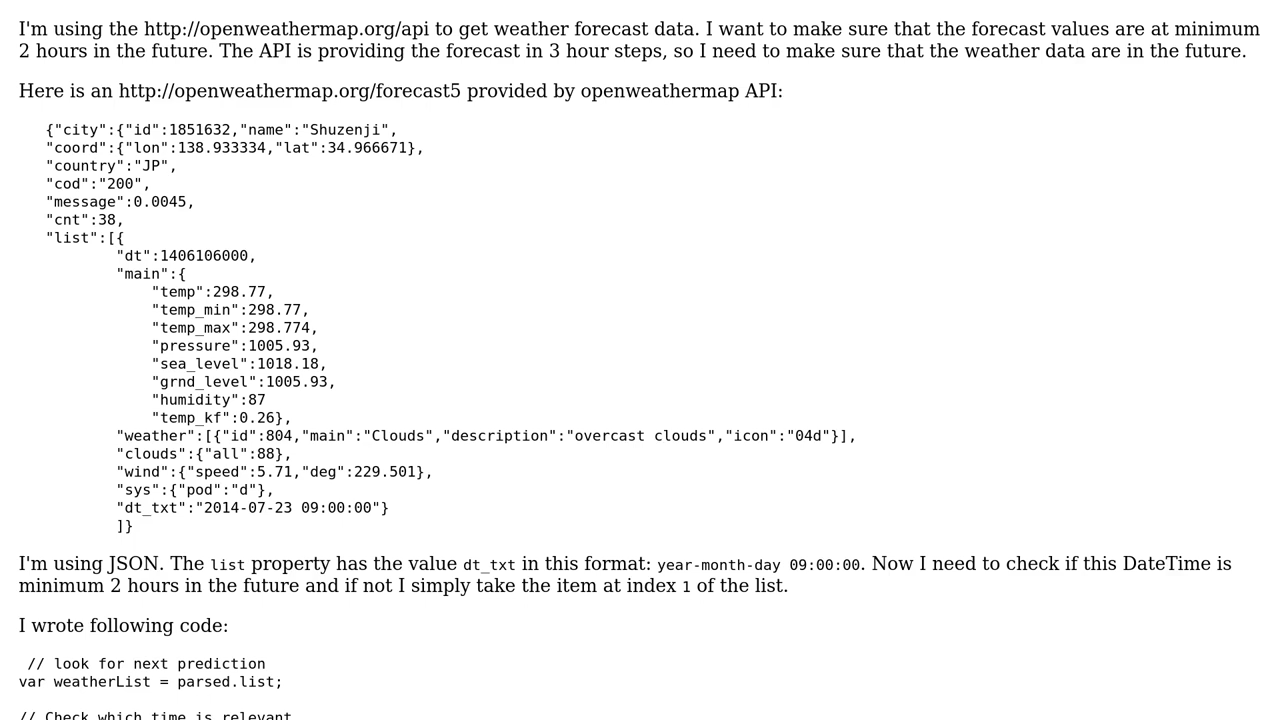 I'm using the http://openweathermap.org/api to get weather forecast data. I want to make sure that the forecast values are at minimum
2 hours in the future. The API is providing the forecast in 3 hour steps, so I need to make sure that the weather data are in the future.
Here is an http://openweathermap.org/forecast5 provided by openweathermap API:
{"city":{"id":1851632,"name":"Shuzenji",
"coord":{"lon":138.933334,"lat":34.966671},
"country":"JP",
"cod":"200",
"message":0.0045,
"cnt":38,
"list":[{
"dt":1406106000,
"main":{
"temp":298.77,
"temp_min":298.77,
"temp_max":298.774,
"pressure":1005.93,
"sea_level":1018.18,
"grnd_level":1005.93,
"humidity":87
"temp_kf":0.26},
"weather":[{"id":804,"main":"Clouds","description":"overcast clouds","icon":"04d"}],
"clouds":{"all":88},
"wind":{"speed":5.71,"deg":229.501},
"sys":{"pod":"d"},
"dt_txt":"2014-07-23 09:00:00"}
]}
I'm using JSON. The list property has the value dt_txt in this format: year-month-day 09:00:00. Now I need to check if this DateTime is
minimum 2 hours in the future and if not I simply take the item at index 1 of the list.
I wrote following code:
// look for next prediction
var weatherList = parsed.list;
// Check which time is relevant